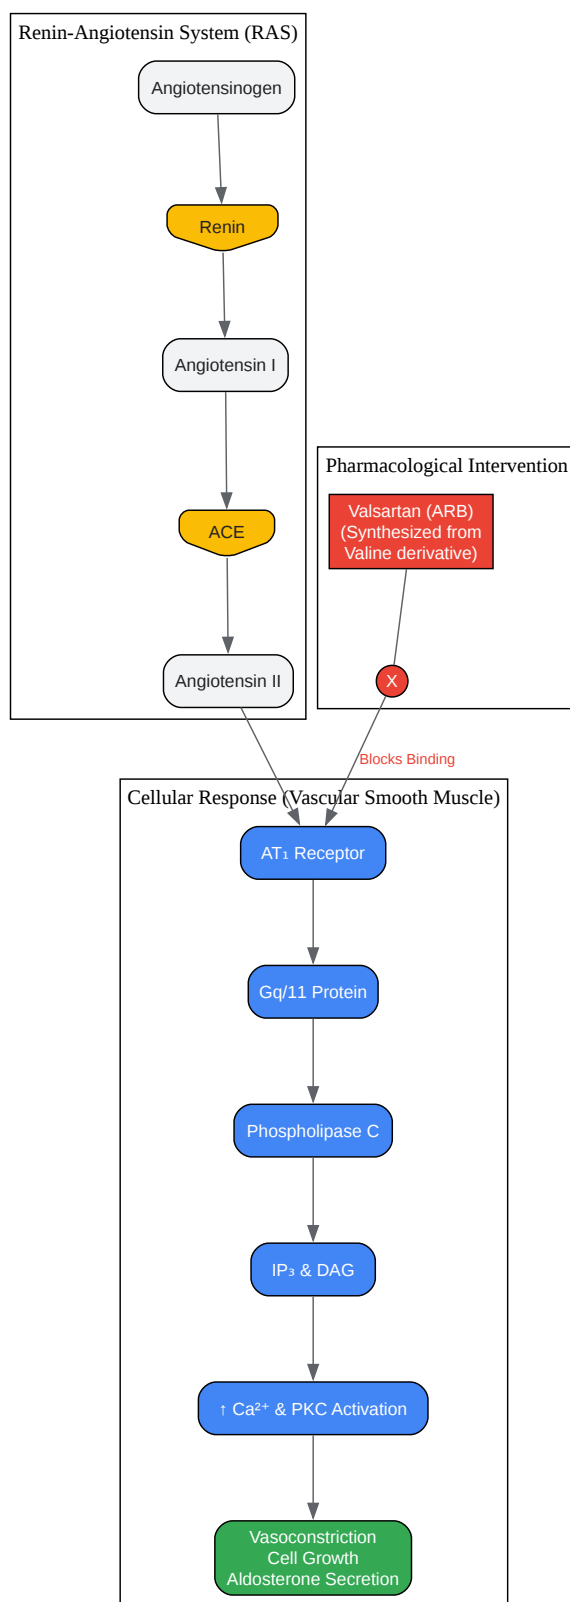 Renin-Angiotensin System (RAS)
Angiotensinogen
Renin
Angiotensin I
ACE
Angiotensin II
Pharmacological Intervention
Valsartan (ARB)
(Synthesized from
Valine derivative)
X
Blocks Binding
Cellular Response (Vascular Smooth Muscle)
AT₁ Receptor
Gq/11 Protein
Phospholipase C
IP₃ & DAG
↑ Ca²⁺ & PKC Activation
Vasoconstriction
Cell Growth
Aldosterone Secretion